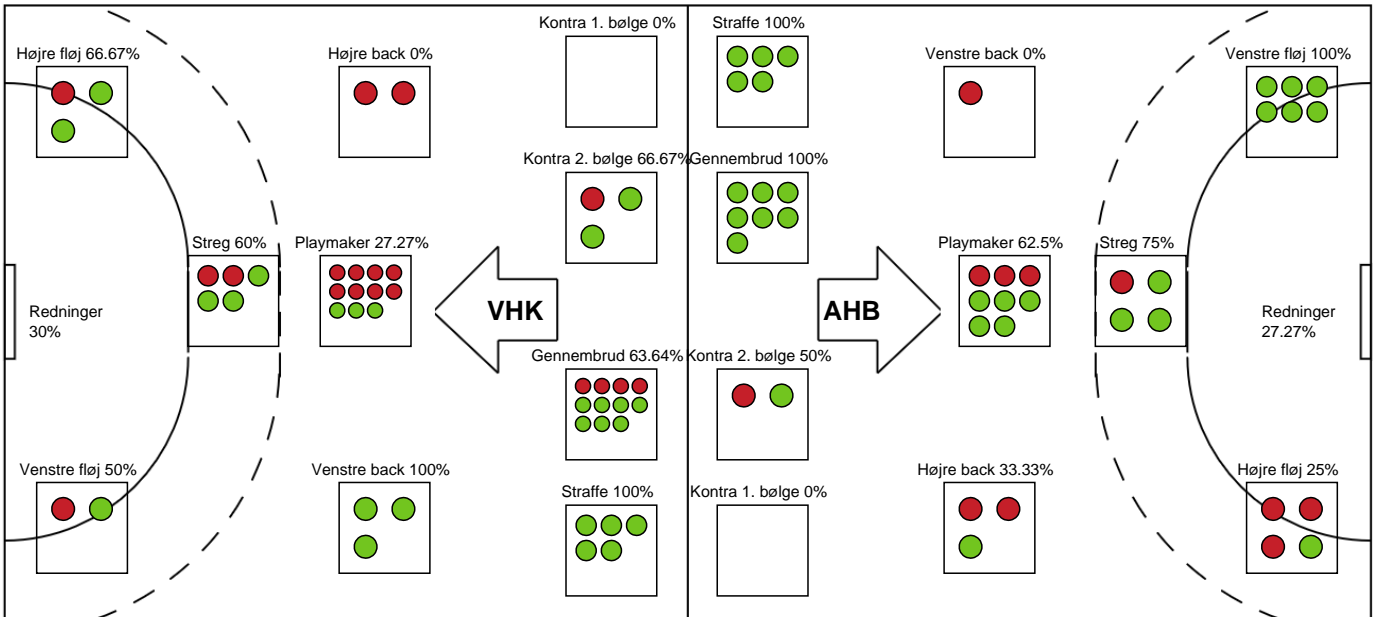 Kontra 1. bølge 0%
Straffe 100%
Højre fløj 66.67%
Højre back 0%
Venstre back 0%
Venstre fløj 100%
Kontra 2. bølge 66.67%
Gennembrud 100%
Streg 60%
Playmaker 27.27%
Playmaker 62.5%
Streg 75%
Redninger
30%
VHK
AHB
Redninger
27.27%
Gennembrud 63.64%
Kontra 2. bølge 50%
Venstre fløj 50%
Venstre back 100%
Straffe 100%
Kontra 1. bølge 0%
Højre back 33.33%
Højre fløj 25%